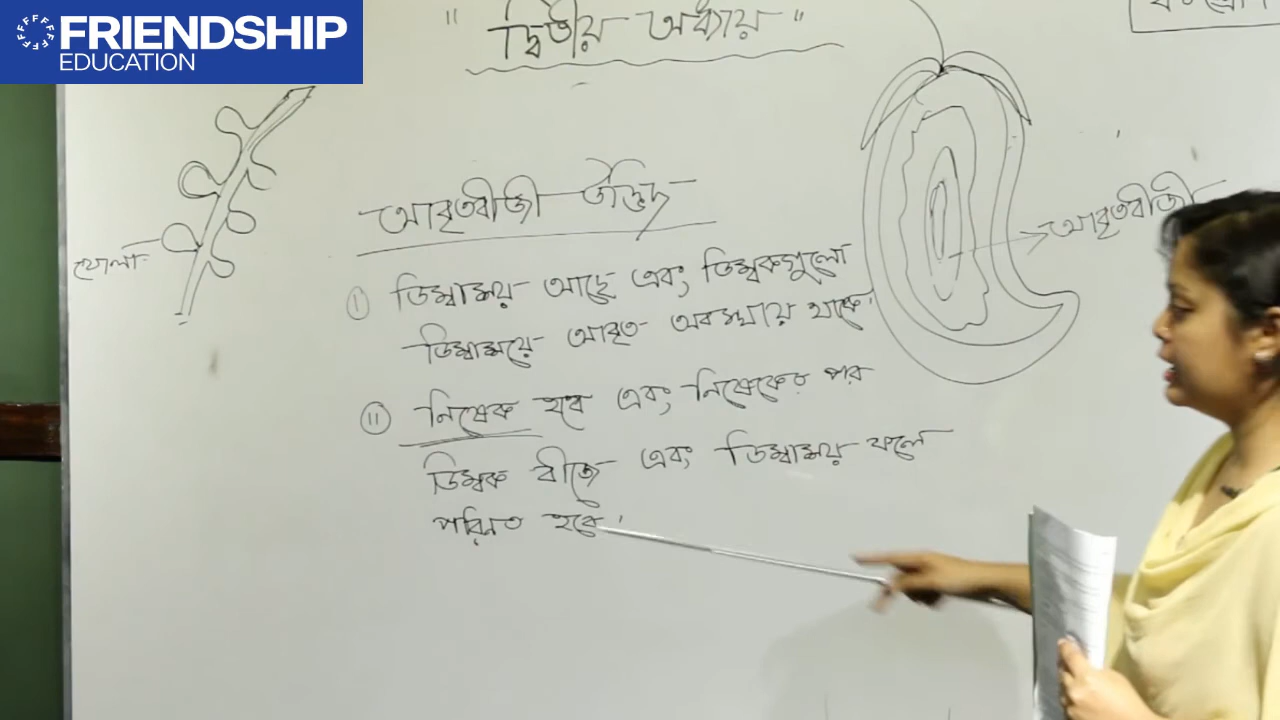 FRIENDSHIP
EDUCATION
" দ্বিতীয় অধ্যায় "
আবৃতবীজী উদ্ভিদ
খোলা
আবৃতবীজী
I ডিম্বাশয় আছে এবং ডিম্বকগুলো
ডিম্বাশয়ে আবৃত অবস্থায় থাকে।
II নিষেক হবে এবং নিষেকের পর
ডিম্বক বীজে এবং ডিম্বাশয় ফলে
পরিনত হবে।